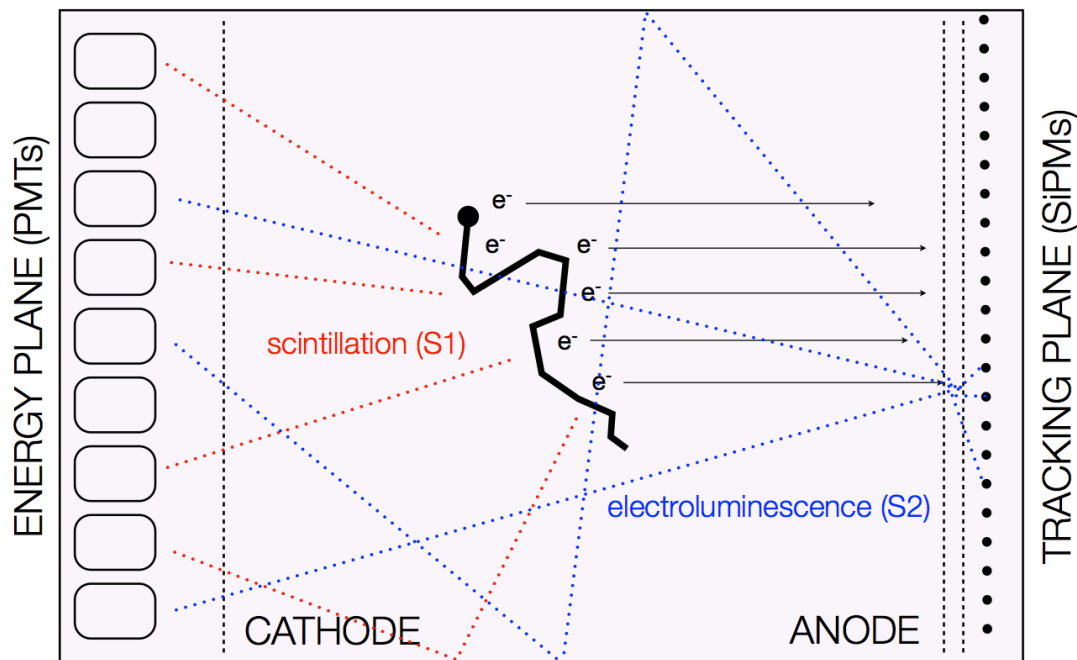 ENERGY PLANE (PMTs)
TRACKING PLANE (SiPMs)
e-
e-
e-
e-
e-
e-
scintillation (S1)
electroluminescence (S2)
CATHODE
ANODE